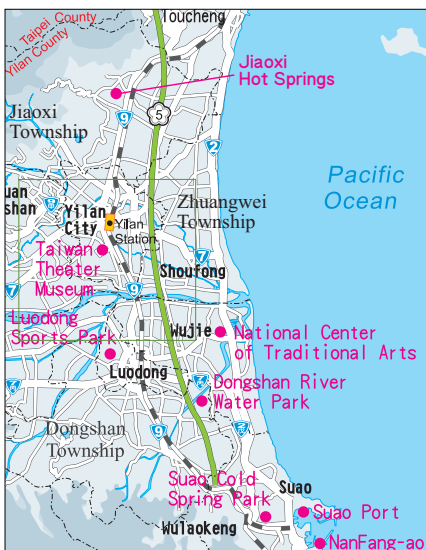 Toucheng
Taipei County
Yilan County
Jiaoxi
Hot Springs
5
Jiaoxi
Township
9
2
Pacific
Ocean
uan
shan
Yilan
City
Yilan
Station
Zhuangwei
Township
Taiwan
Theater
Museum
7
Shoufong
7
9
Luodong
Sports Park
Wujie
National Center
of Traditional Arts
Luodong
Dongshan River
Water Park
9
Dongshan
Township
Suao Cold
Spring Park
Suao
Suao Port
Wulaokeng
NanFang-ao